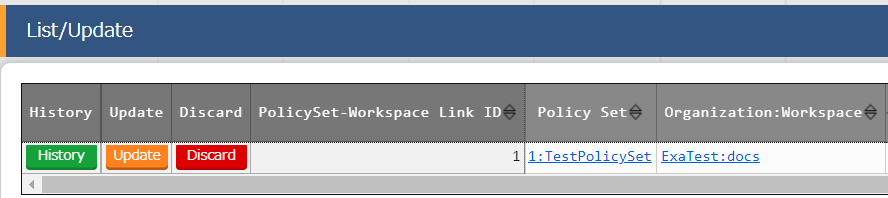 List/Update
History Update Discard PolicySet-Workspace Link ID Policy Set Organization:Workspace
History Update Discard 1 1:TestPolicySet ExaTest:docs